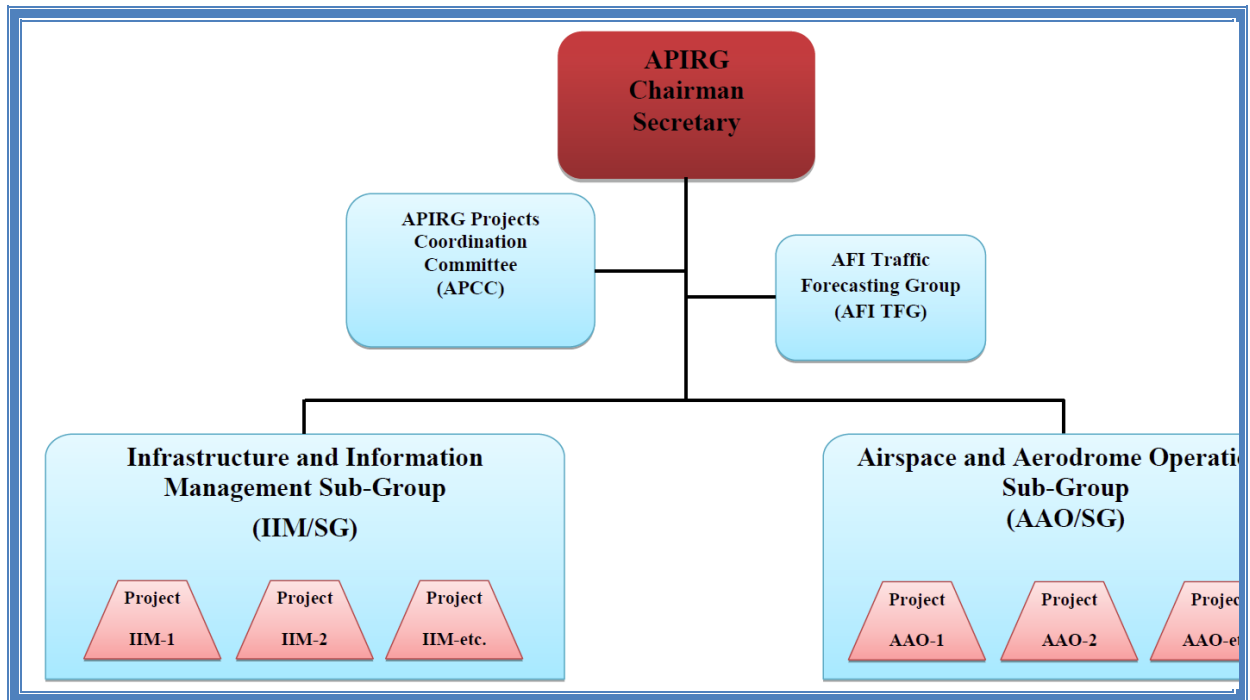 APIRG
Chairman
Secretary
APIRG Projects
Coordination
Committee
(APCC)
AFI Traffic
Forecasting Group
(AFI TFG)
Infrastructure and Information
Management Sub-Group
(IIM/SG)
Project
IIM-1
Project
IIM-2
Project
IIM-etc.
Airspace and Aerodrome Operatio
Sub-Group
(AAO/SG)
Project
AAO-1
Project
AAO-2
Projec
AAO-et